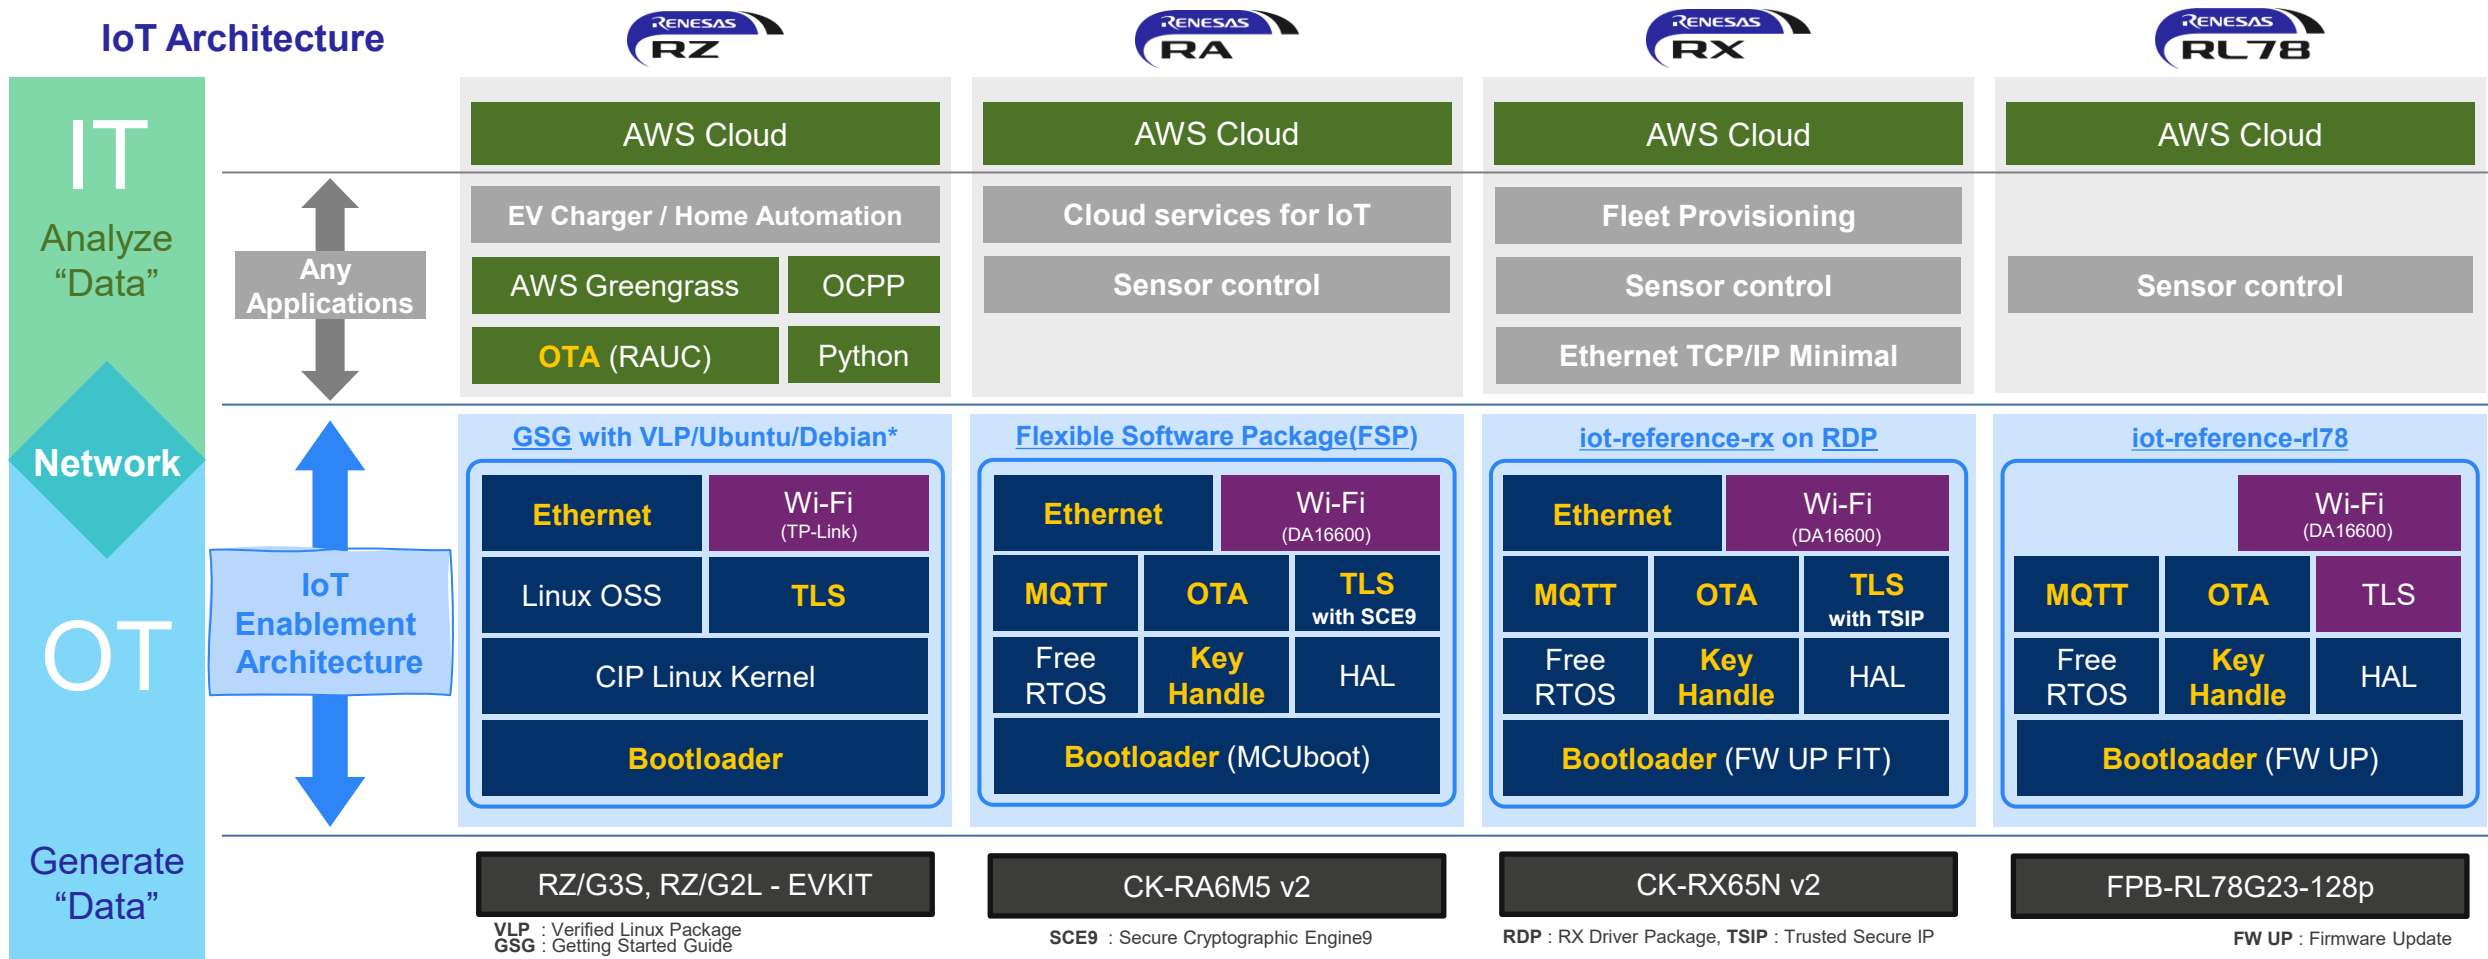 IoT Architecture
RENESAS
RZ
RENESAS
RA
RENESAS
RX
RENESAS
RL78
IT
Analyze
“Data”
Network
OT
Generate
“Data”
Any
Applications
IoT
Enablement
Architecture
AWS Cloud
EV Charger / Home Automation
AWS Greengrass
OCPP
OTA (RAUC)
Python
GSG with VLP/Ubuntu/Debian*
Ethernet
Wi-Fi
(TP-Link)
Linux OSS
TLS
CIP Linux Kernel
Bootloader
RZ/G3S, RZ/G2L - EVKIT
VLP : Verified Linux Package
GSG : Getting Started Guide
AWS Cloud
Cloud services for IoT
Sensor control
Flexible Software Package(FSP)
Ethernet
Wi-Fi
(DA16600)
MQTT
OTA
TLS
with SCE9
Free
RTOS
Key
Handle
HAL
Bootloader (MCUboot)
CK-RA6M5 v2
SCE9 : Secure Cryptographic Engine9
AWS Cloud
Fleet Provisioning
Sensor control
Ethernet TCP/IP Minimal
iot-reference-rx on RDP
Ethernet
Wi-Fi
(DA16600)
MQTT
OTA
TLS
with TSIP
Free
RTOS
Key
Handle
HAL
Bootloader (FW UP FIT)
CK-RX65N v2
RDP : RX Driver Package, TSIP : Trusted Secure IP
AWS Cloud
Sensor control
iot-reference-rl78
Wi-Fi
(DA16600)
MQTT
OTA
TLS
Free
RTOS
Key
Handle
HAL
Bootloader (FW UP)
FPB-RL78G23-128p
FW UP : Firmware Update